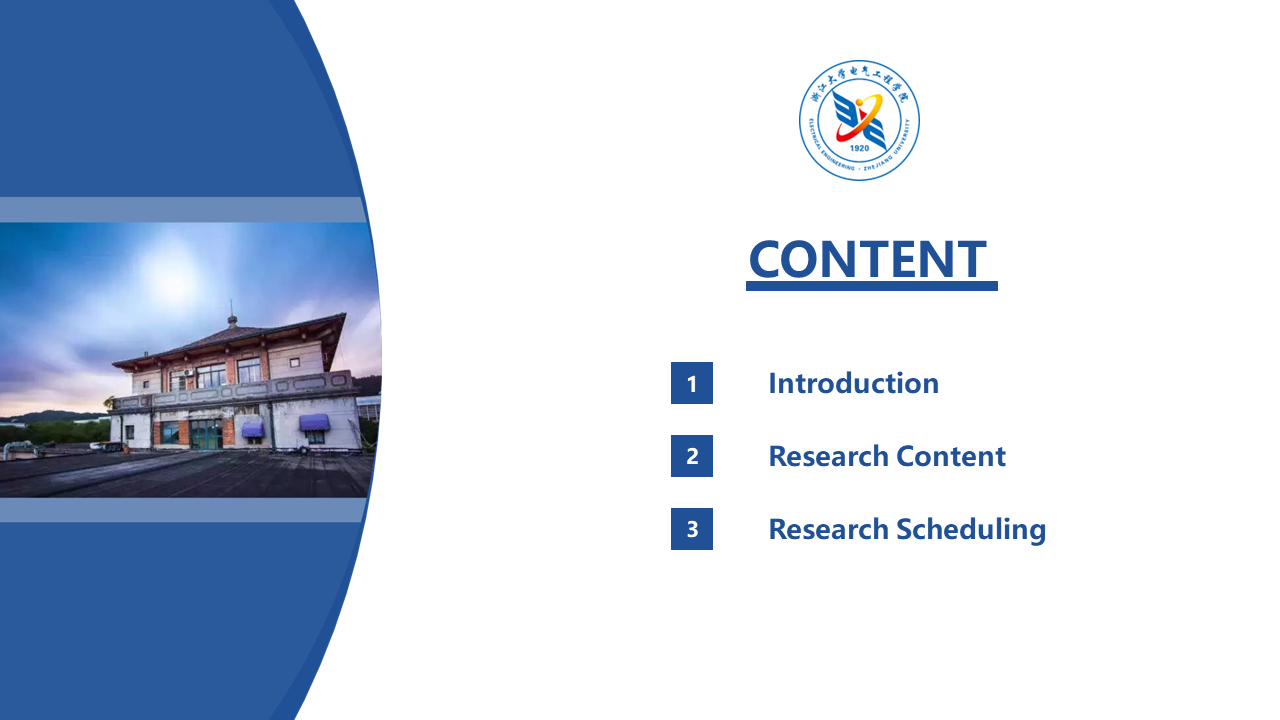 浙江大学电气工程学院
ELECTRICAL ENGINEERING · ZHEJIANG UNIVERSITY
1920
CONTENT
1 Introduction
2 Research Content
3 Research Scheduling